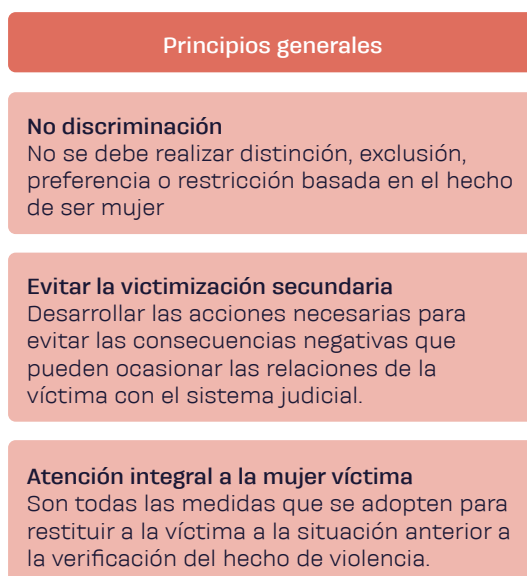 Principios generales
No discriminación
No se debe realizar distinción, exclusión,
preferencia o restricción basada en el hecho
de ser mujer
Evitar la victimización secundaria
Desarrollar las acciones necesarias para
evitar las consecuencias negativas que
pueden ocasionar las relaciones de la
víctima con el sistema judicial.
Atención integral a la mujer víctima
Son todas las medidas que se adopten para
restituir a la víctima a la situación anterior a
la verificación del hecho de violencia.